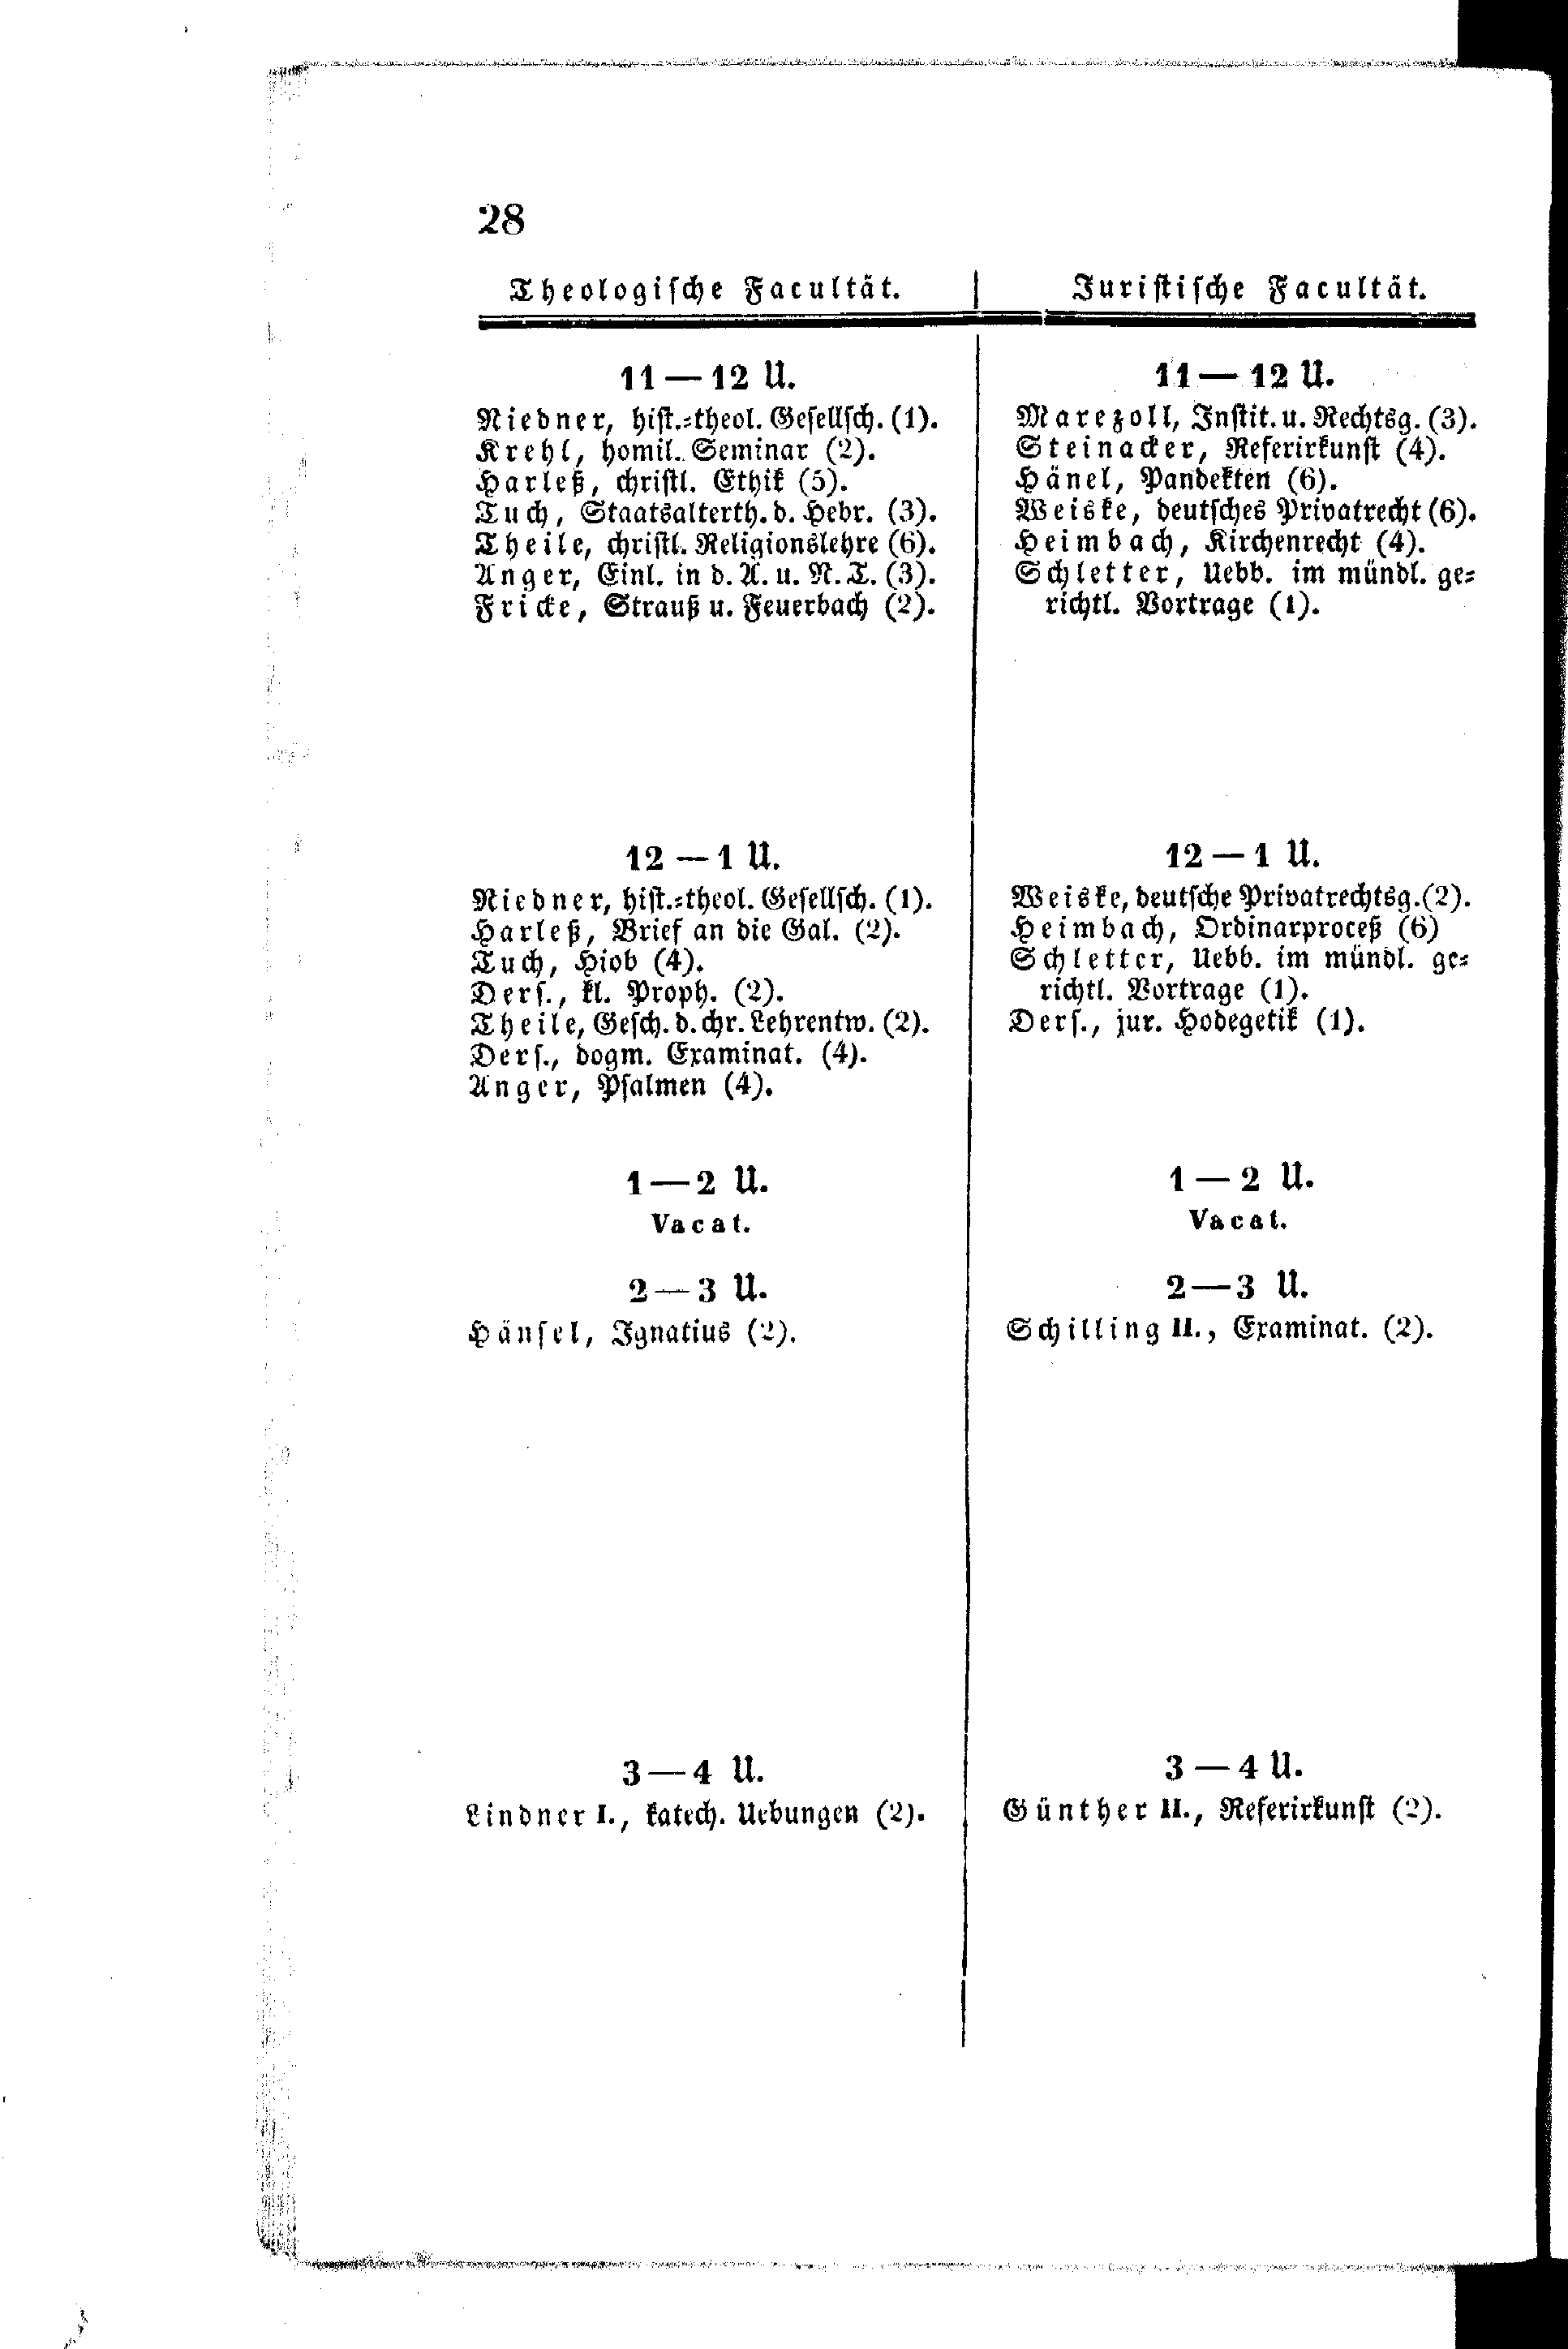 28
Theologische Facultät.
11 — 12 U.
Niedner, hist.-theol. Gesellsch. (1).
Krehl, homil. Seminar (2).
Harleß, christl. Ethik (5).
Tuch, Staatsalterth. d. Hebr. (3).
Theile, christl. Religionslehre (6).
Anger, Einl. in d. A. u. N. T. (3).
Fricke, Strauß u. Feuerbach (2).
12 — 1 U.
Niedner, hist.-theol. Gesellsch. (1).
Harleß, Brief an die Gal. (2).
Tuch, Hiob (4).
Ders., kl. Proph. (2).
Theile, Gesch. d. chr. Lehrentw. (2).
Ders., dogm. Examinat. (4).
Anger, Psalmen (4).
1 — 2 U.
Vacat.
2 — 3 U.
Hänsel, Ignatius (2).
3 — 4 U.
Lindner I., katech. Uebungen (2).
Juristische Facultät.
11 — 12 U.
Marezoll, Instit. u. Rechtsg. (3).
Steinacker, Referirkunst (4).
Hänel, Pandekten (6).
Weiske, deutsches Privatrecht (6).
Heimbach, Kirchenrecht (4).
Schletter, Uebb. im mündl. ge-
richtl. Vortrage (1).
12 — 1 U.
Weiske, deutsche Privatrechtsg. (2).
Heimbach, Ordinarproceß (6)
Schletter, Uebb. im mündl. ge-
richtl. Vortrage (1).
Ders., jur. Hodegetik (1).
1 — 2 U.
Vacat.
2 — 3 U.
Schilling II., Examinat. (2).
3 — 4 U.
Günther II., Referirkunst (2).